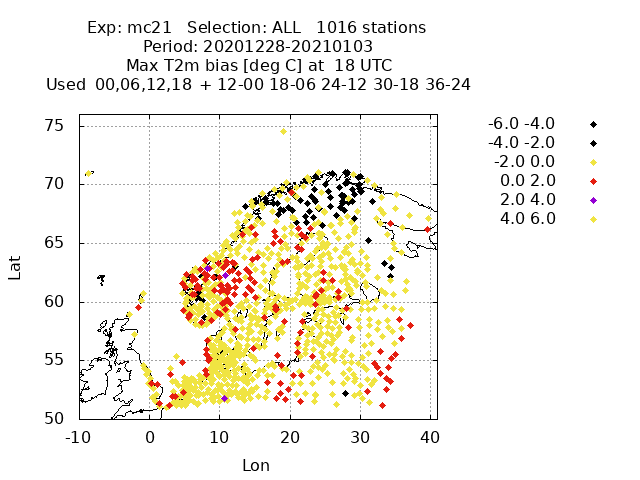 Exp: mc21   Selection: ALL   1016 stations
Period: 20201228-20210103
Max T2m bias [deg C] at  18 UTC
Used  00,06,12,18  + 12-00 18-06 24-12 30-18 36-24
-6.0 -4.0
-4.0 -2.0
-2.0 0.0
0.0 2.0
2.0 4.0
4.0 6.0
75
70
65
60
55
50
Lat
-10 0 10 20 30 40
Lon